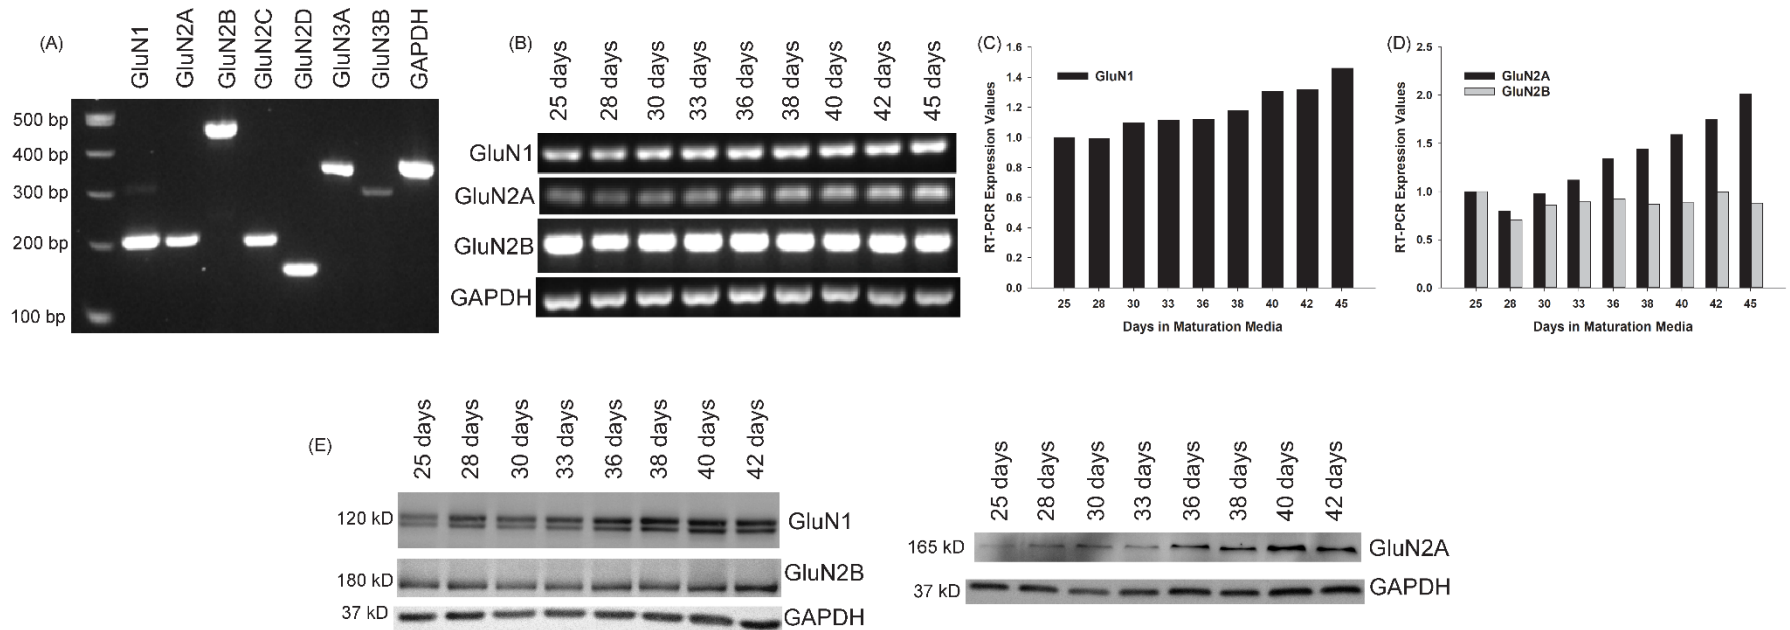 (A)
GluN1
GluN2A
GluN2B
GluN2C
GluN2D
GluN3A
GluN3B
GAPDH
500 bp
400 bp
300 bp
200 bp
100 bp
(B)
25 days
28 days
30 days
33 days
36 days
38 days
40 days
42 days
45 days
GluN1
GluN2A
GluN2B
GAPDH
(C)
1.6
1.4
1.2
1.0
0.8
0.6
0.4
0.2
0.0
RT-PCR Expression Values
GluN1
25 28 30 33 36 38 40 42 45
Days in Maturation Media
(D)
2.5
2.0
1.5
1.0
0.5
0.0
RT-PCR Expression Values
GluN2A
GluN2B
25 28 30 33 36 38 40 42 45
Days in Maturation Media
(E)
25 days
28 days
30 days
33 days
36 days
38 days
40 days
42 days
120 kD
GluN1
180 kD
GluN2B
37 kD
GAPDH
25 days
28 days
30 days
33 days
36 days
38 days
40 days
42 days
165 kD
GluN2A
37 kD
GAPDH